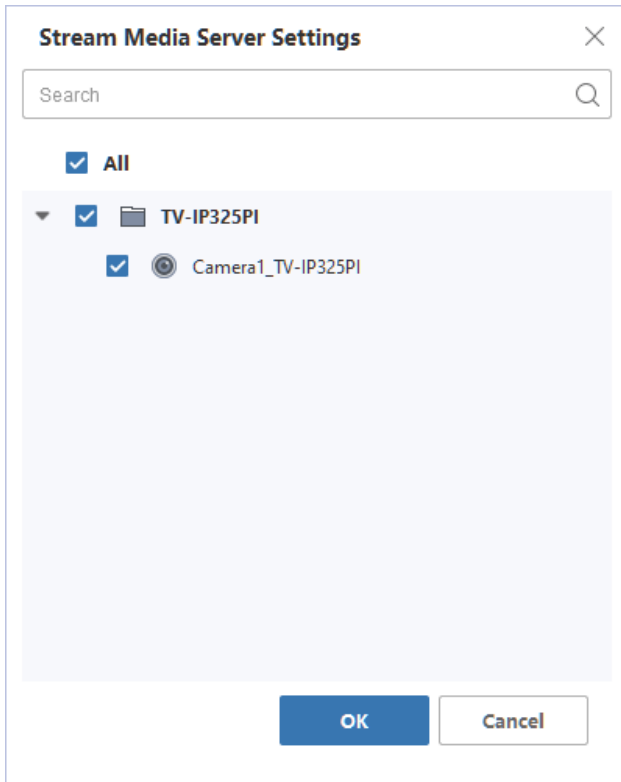 Stream Media Server Settings
Search
All
TV-IP325PI
Camera1_TV-IP325PI
OK
Cancel